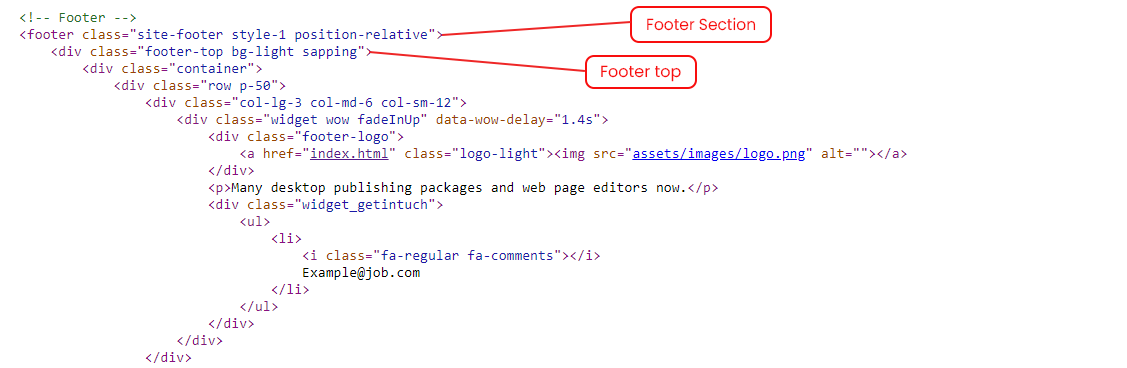 <!-- Footer -->
<footer class="site-footer style-1 position-relative">
Footer Section
<div class="footer-top bg-light sapping">
Footer top
<div class="container">
<div class="row p-50">
<div class="col-lg-3 col-md-6 col-sm-12">
<div class="widget wow fadeInUp" data-wow-delay="1.4s">
<div class="footer-logo">
<a href="index.html" class="logo-light"><img src="assets/images/logo.png" alt=""></a>
</div>
<p>Many desktop publishing packages and web page editors now.</p>
<div class="widget_getintuch">
<ul>
<li>
<i class="fa-regular fa-comments"></i>
Example@job.com
</li>
</ul>
</div>
</div>
</div>